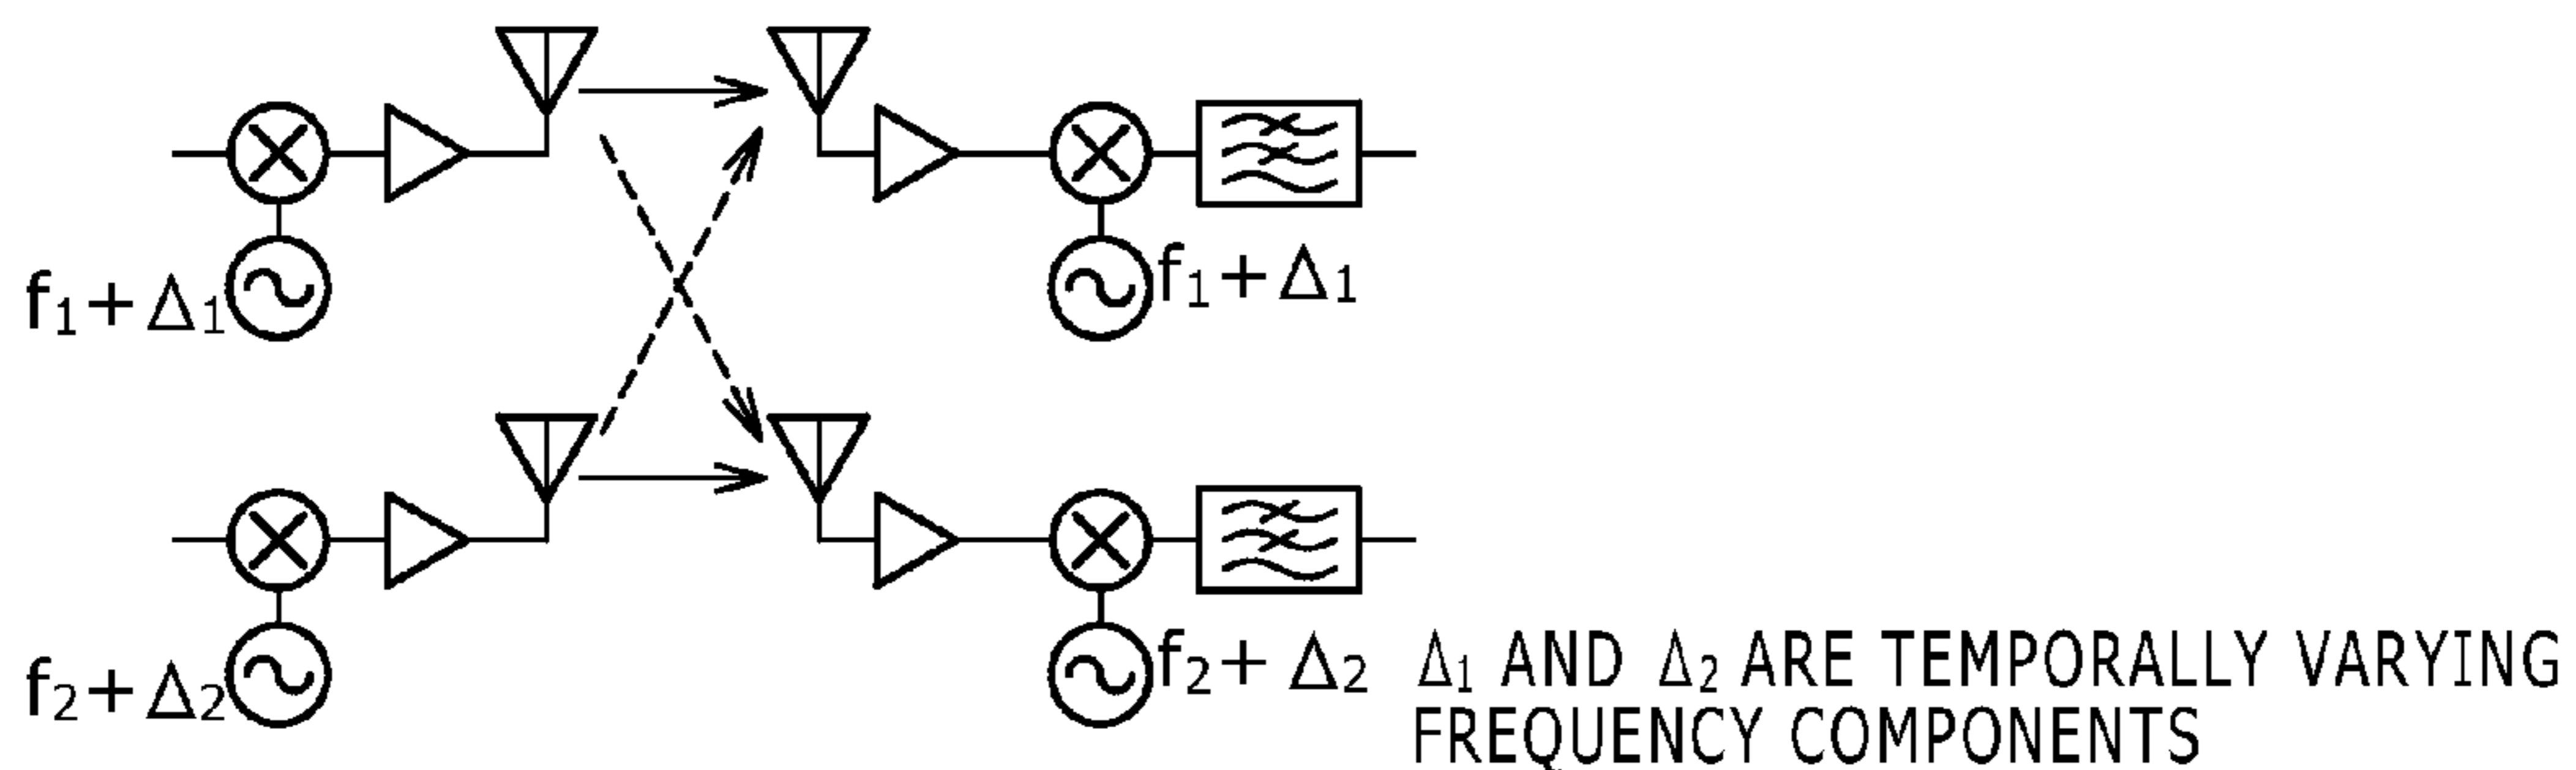 f₁+Δ₁
f₁+Δ₁
f₂+Δ₂
f₂+Δ₂
Δ₁ AND Δ₂ ARE TEMPORALLY VARYING
FREQUENCY COMPONENTS